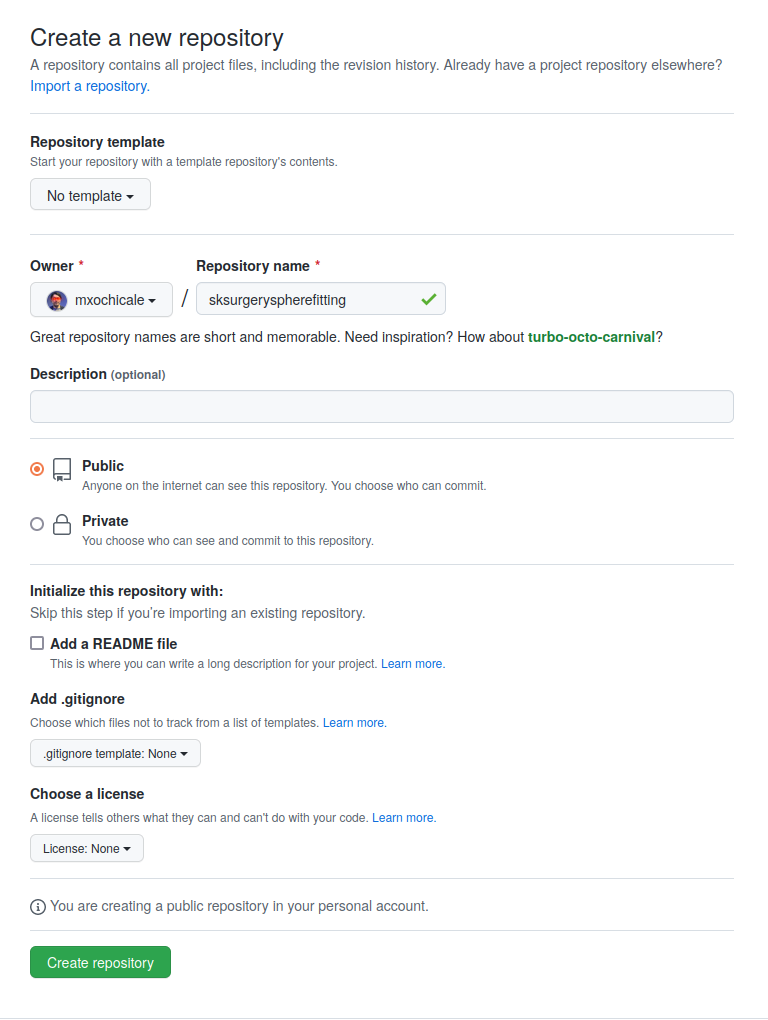 Create a new repository
A repository contains all project files, including the revision history. Already have a project repository elsewhere?
Import a repository.
Repository template
Start your repository with a template repository's contents.
No template
Owner * Repository name *
mxochicale / sksurgeryspherefitting
Great repository names are short and memorable. Need inspiration? How about turbo-octo-carnival?
Description (optional)
Public
Anyone on the internet can see this repository. You choose who can commit.
Private
You choose who can see and commit to this repository.
Initialize this repository with:
Skip this step if you're importing an existing repository.
Add a README file
This is where you can write a long description for your project. Learn more.
Add .gitignore
Choose which files not to track from a list of templates. Learn more.
.gitignore template: None
Choose a license
A license tells others what they can and can't do with your code. Learn more.
License: None
You are creating a public repository in your personal account.
Create repository